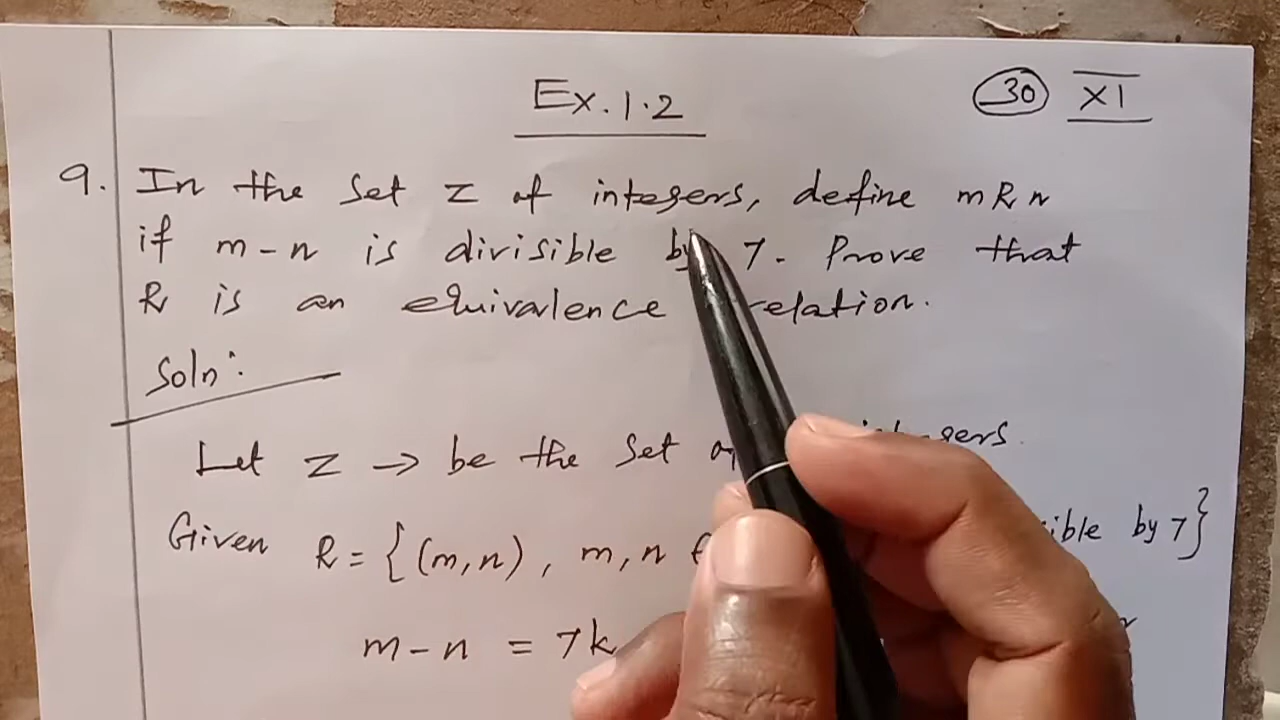 Ex. 1.2
30 XI
9. In the set Z of integers, define mRn
if m-n is divisible by 7. Prove that
R is an equivalence relation.
Soln:
Let Z → be the set integers.
Given R = {(m,n), m,n by 7}
m-n = 7k